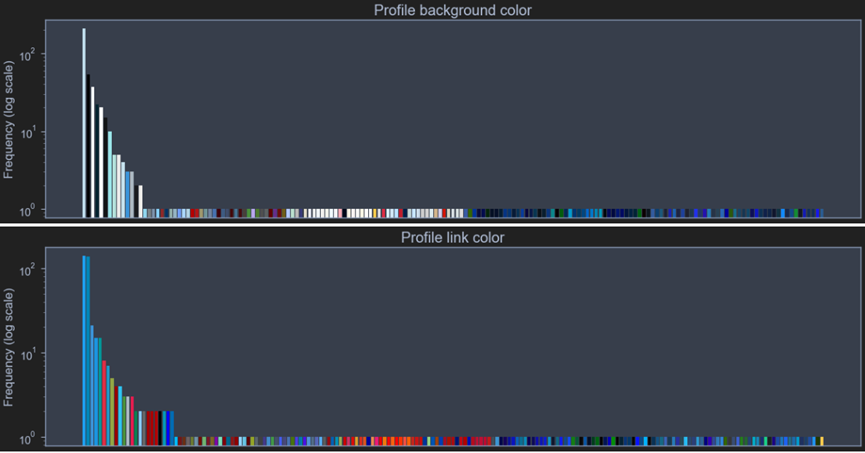 Profile background color
Frequency (log scale)
10²
10¹
10⁰
Profile link color
Frequency (log scale)
10²
10¹
10⁰